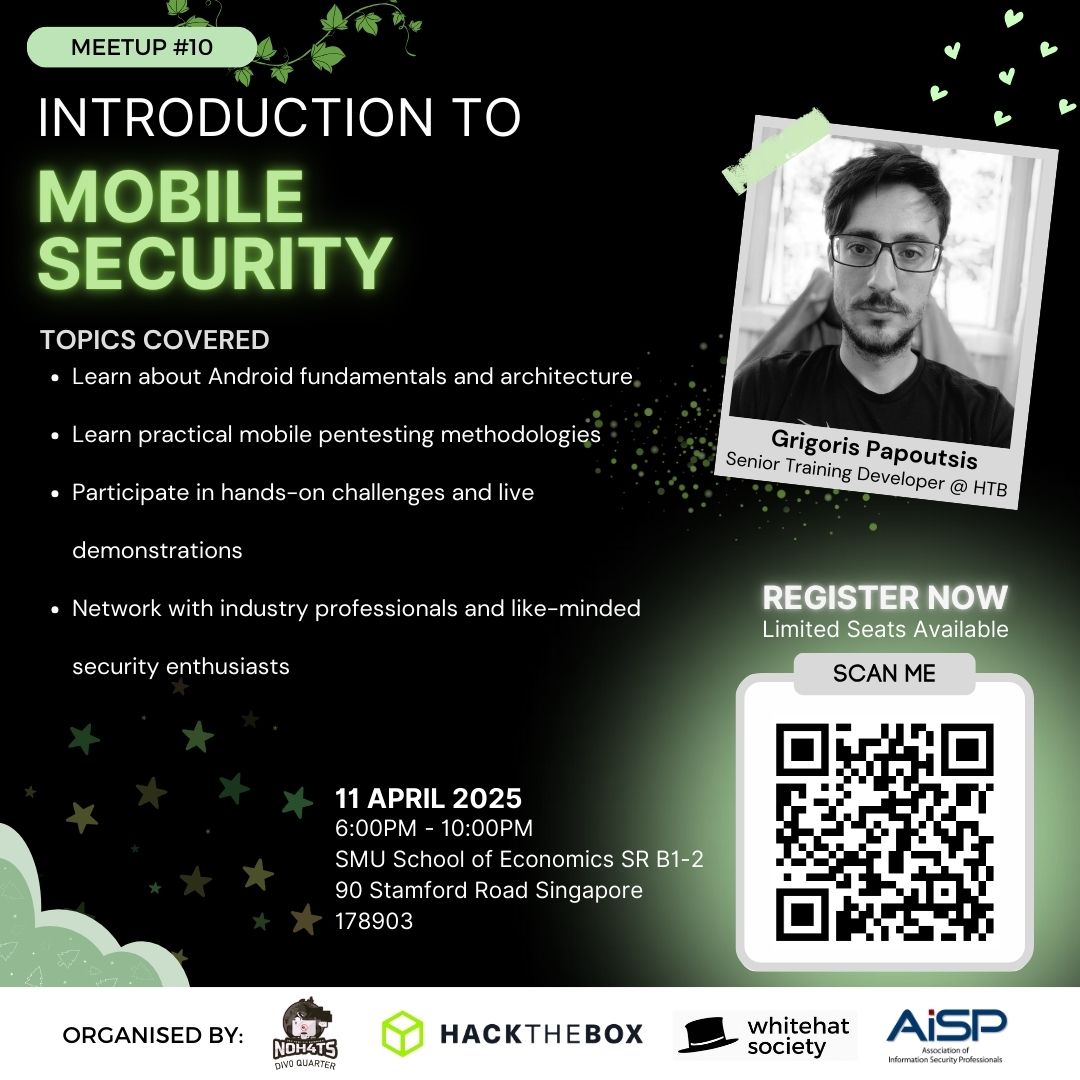 MEETUP #10
INTRODUCTION TO
MOBILE
SECURITY
TOPICS COVERED
• Learn about Android fundamentals and architecture
• Learn practical mobile pentesting methodologies
• Participate in hands-on challenges and live
demonstrations
• Network with industry professionals and like-minded
security enthusiasts
Grigoris Papoutsis
Senior Training Developer @ HTB
REGISTER NOW
Limited Seats Available
SCAN ME
11 APRIL 2025
6:00PM - 10:00PM
SMU School of Economics SR B1-2
90 Stamford Road Singapore
178903
ORGANISED BY:
N0H4TS
DIV0 QUARTER
HACKTHEBOX
whitehat
society
AiSP
Association of
Information Security Professionals